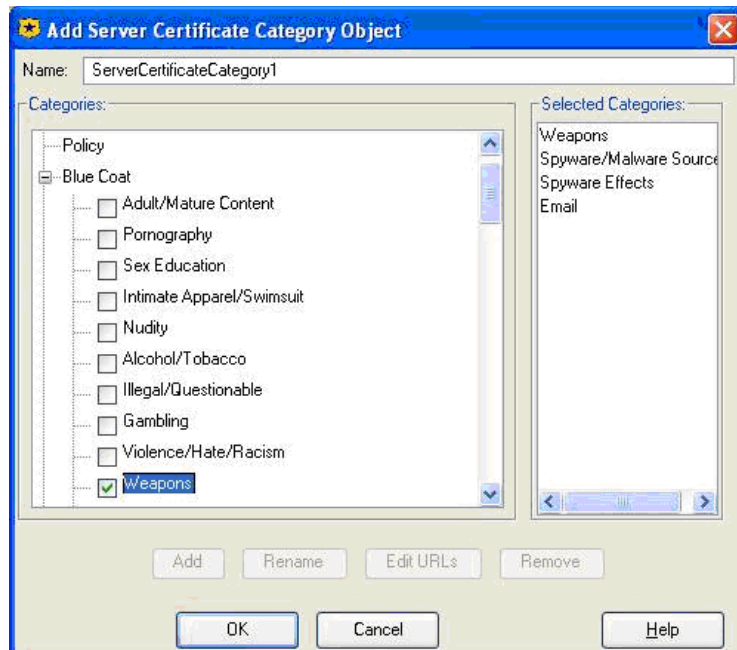 Add Server Certificate Category Object
Name: ServerCertificateCategory1
Categories:
Policy
Blue Coat
Adult/Mature Content
Pornography
Sex Education
Intimate Apparel/Swimsuit
Nudity
Alcohol/Tobacco
Illegal/Questionable
Gambling
Violence/Hate/Racism
Weapons
Selected Categories:
Weapons
Spyware/Malware Source
Spyware Effects
Email
Add Rename Edit URLs Remove
OK Cancel Help